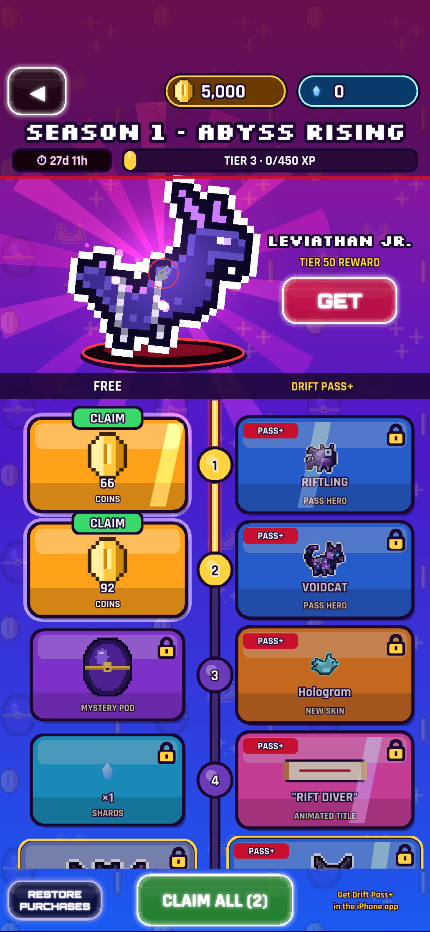 5,000
0
SEASON 1 - ABYSS RISING
27d 11h
TIER 3 · 0/450 XP
LEVIATHAN JR.
TIER 50 REWARD
GET
FREE
DRIFT PASS+
CLAIM
66
COINS
1
PASS+
RIFTLING
PASS HERO
CLAIM
92
COINS
2
PASS+
VOIDCAT
PASS HERO
MYSTERY POD
3
PASS+
Hologram
NEW SKIN
×1
SHARDS
4
PASS+
"RIFT DIVER"
ANIMATED TITLE
PASS+
RESTORE
PURCHASES
CLAIM ALL (2)
Get Drift Pass+
in the iPhone app